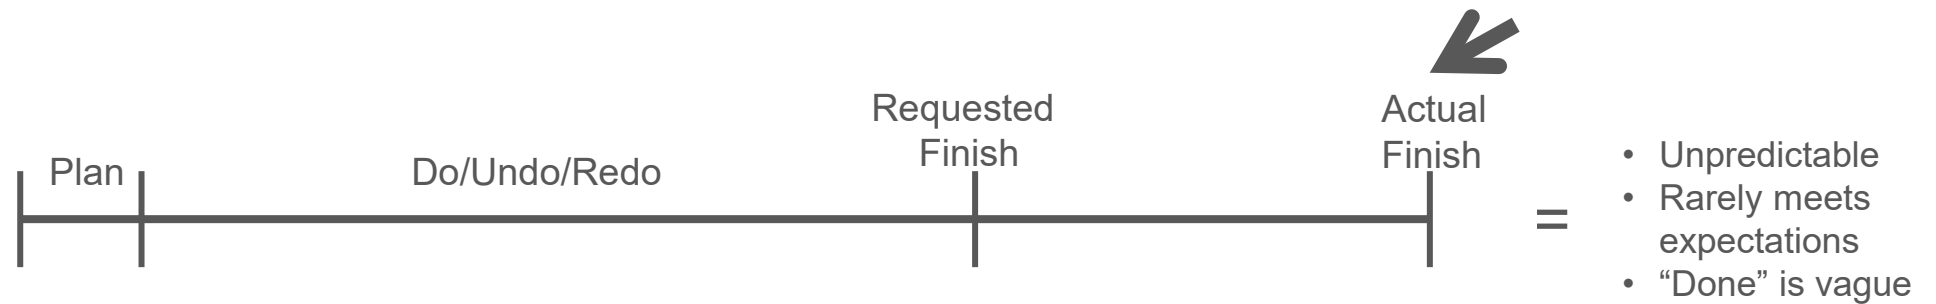 Plan
Do/Undo/Redo
Requested
Finish
Actual
Finish
=
• Unpredictable
• Rarely meets
expectations
• “Done” is vague